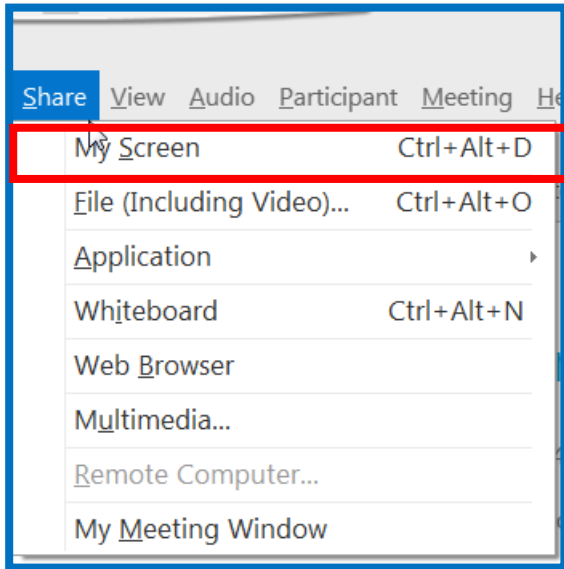 Share View Audio Participant Meeting He
My Screen Ctrl+Alt+D
File (Including Video)... Ctrl+Alt+O
Application
Whiteboard Ctrl+Alt+N
Web Browser
Multimedia...
Remote Computer...
My Meeting Window